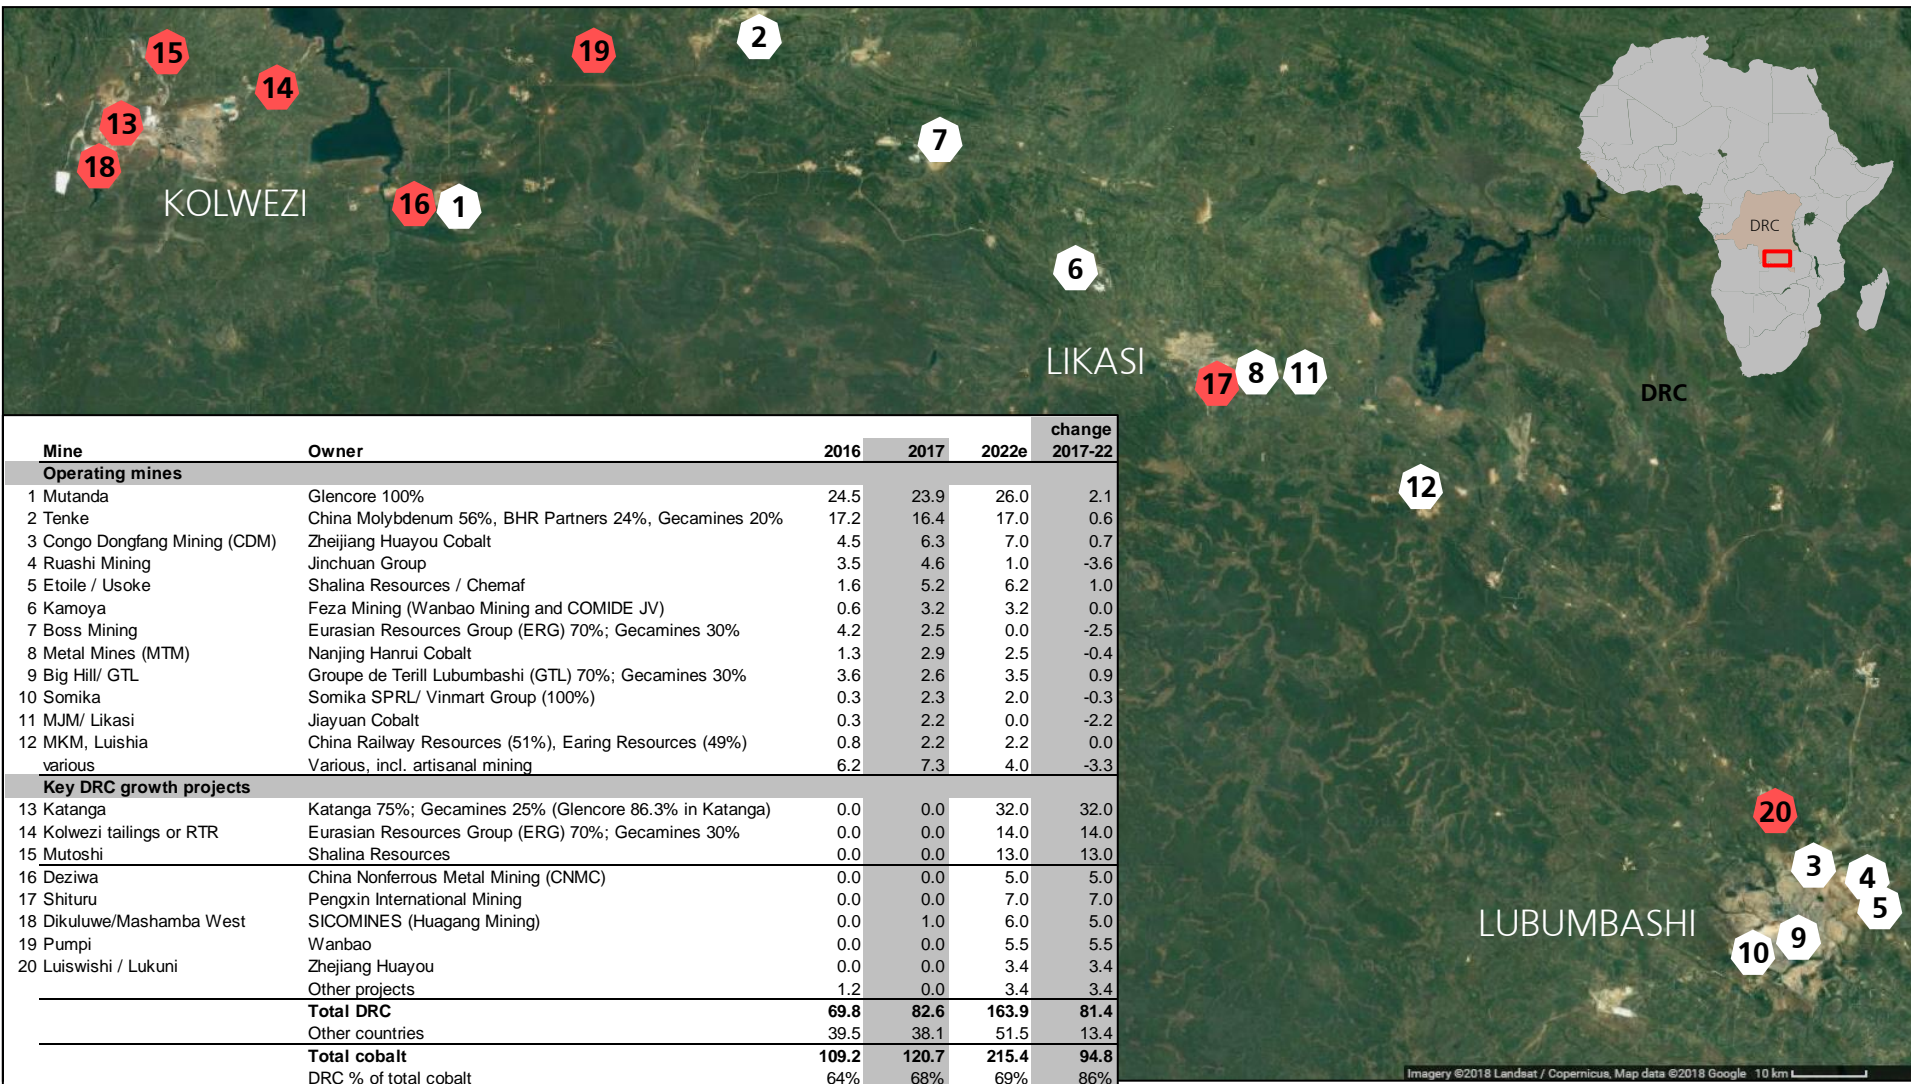 15
19
2
14
13
7
18
KOLWEZI
16
1
DRC
6
LIKASI
17
8
11
DRC
12
20
3
4
5
LUBUMBASHI
9
10
change
Mine Owner 2016 2017 2022e 2017-22
Operating mines
1 Mutanda Glencore 100% 24.5 23.9 26.0 2.1
2 Tenke China Molybdenum 56%, BHR Partners 24%, Gecamines 20% 17.2 16.4 17.0 0.6
3 Congo Dongfang Mining (CDM) Zheijiang Huayou Cobalt 4.5 6.3 7.0 0.7
4 Ruashi Mining Jinchuan Group 3.5 4.6 1.0 -3.6
5 Etoile / Usoke Shalina Resources / Chemaf 1.6 5.2 6.2 1.0
6 Kamoya Feza Mining (Wanbao Mining and COMIDE JV) 0.6 3.2 3.2 0.0
7 Boss Mining Eurasian Resources Group (ERG) 70%; Gecamines 30% 4.2 2.5 0.0 -2.5
8 Metal Mines (MTM) Nanjing Hanrui Cobalt 1.3 2.9 2.5 -0.4
9 Big Hill/ GTL Groupe de Terill Lubumbashi (GTL) 70%; Gecamines 30% 3.6 2.6 3.5 0.9
10 Somika Somika SPRL/ Vinmart Group (100%) 0.3 2.3 2.0 -0.3
11 MJM/ Likasi Jiayuan Cobalt 0.3 2.2 0.0 -2.2
12 MKM, Luishia China Railway Resources (51%), Earing Resources (49%) 0.8 2.2 2.2 0.0
various Various, incl. artisanal mining 6.2 7.3 4.0 -3.3
Key DRC growth projects
13 Katanga Katanga 75%; Gecamines 25% (Glencore 86.3% in Katanga) 0.0 0.0 32.0 32.0
14 Kolwezi tailings or RTR Eurasian Resources Group (ERG) 70%; Gecamines 30% 0.0 0.0 14.0 14.0
15 Mutoshi Shalina Resources 0.0 0.0 13.0 13.0
16 Deziwa China Nonferrous Metal Mining (CNMC) 0.0 0.0 5.0 5.0
17 Shituru Pengxin International Mining 0.0 0.0 7.0 7.0
18 Dikuluwe/Mashamba West SICOMINES (Huagang Mining) 0.0 1.0 6.0 5.0
19 Pumpi Wanbao 0.0 0.0 5.5 5.5
20 Luiswishi / Lukuni Zhejiang Huayou 0.0 0.0 3.4 3.4
Other projects 1.2 0.0 3.4 3.4
Total DRC 69.8 82.6 163.9 81.4
Other countries 39.5 38.1 51.5 13.4
Total cobalt 109.2 120.7 215.4 94.8
DRC % of total cobalt 64% 68% 69% 86%
Imagery ©2018 Landsat / Copernicus, Map data ©2018 Google 10 km